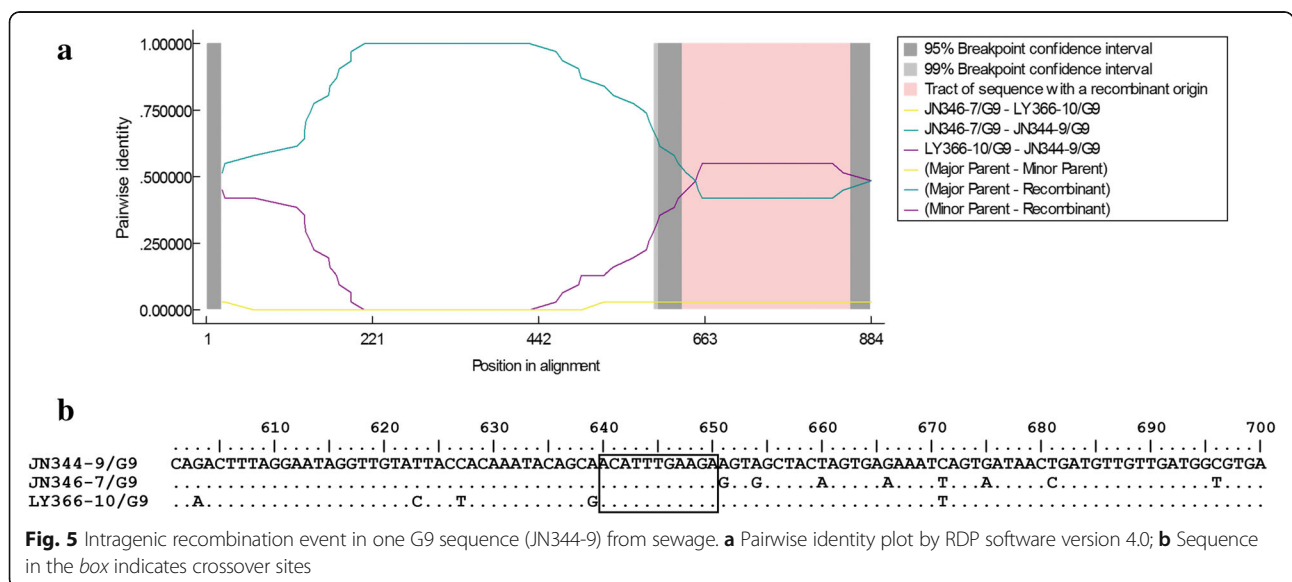 a
1.00000
.750000
.500000
.250000
0.00000
Pairwise identity
1
221
442
663
884
Position in alignment
95% Breakpoint confidence interval
99% Breakpoint confidence interval
Tract of sequence with a recombinant origin
JN346-7/G9 - LY366-10/G9
JN346-7/G9 - JN344-9/G9
LY366-10/G9 - JN344-9/G9
(Major Parent - Minor Parent)
(Major Parent - Recombinant)
(Minor Parent - Recombinant)
b
610 620 630 640 650 660 670 680 690 700
JN344-9/G9 CAGACTTTAGGAATAGGTTGTATTACCACAAATACAGCAACATTTGAAGAAGTAGCTACTAGTGAGAAATCAGTGATAACTGATGTTGTTGATGGCGTGA
JN346-7/G9 ..................................................G..G.....A.....A....T...A.....C..............T....
LY366-10/G9 ..A...................C...T...........G...............................T.............................
Fig. 5 Intragenic recombination event in one G9 sequence (JN344-9) from sewage. a Pairwise identity plot by RDP software version 4.0; b Sequence
in the box indicates crossover sites